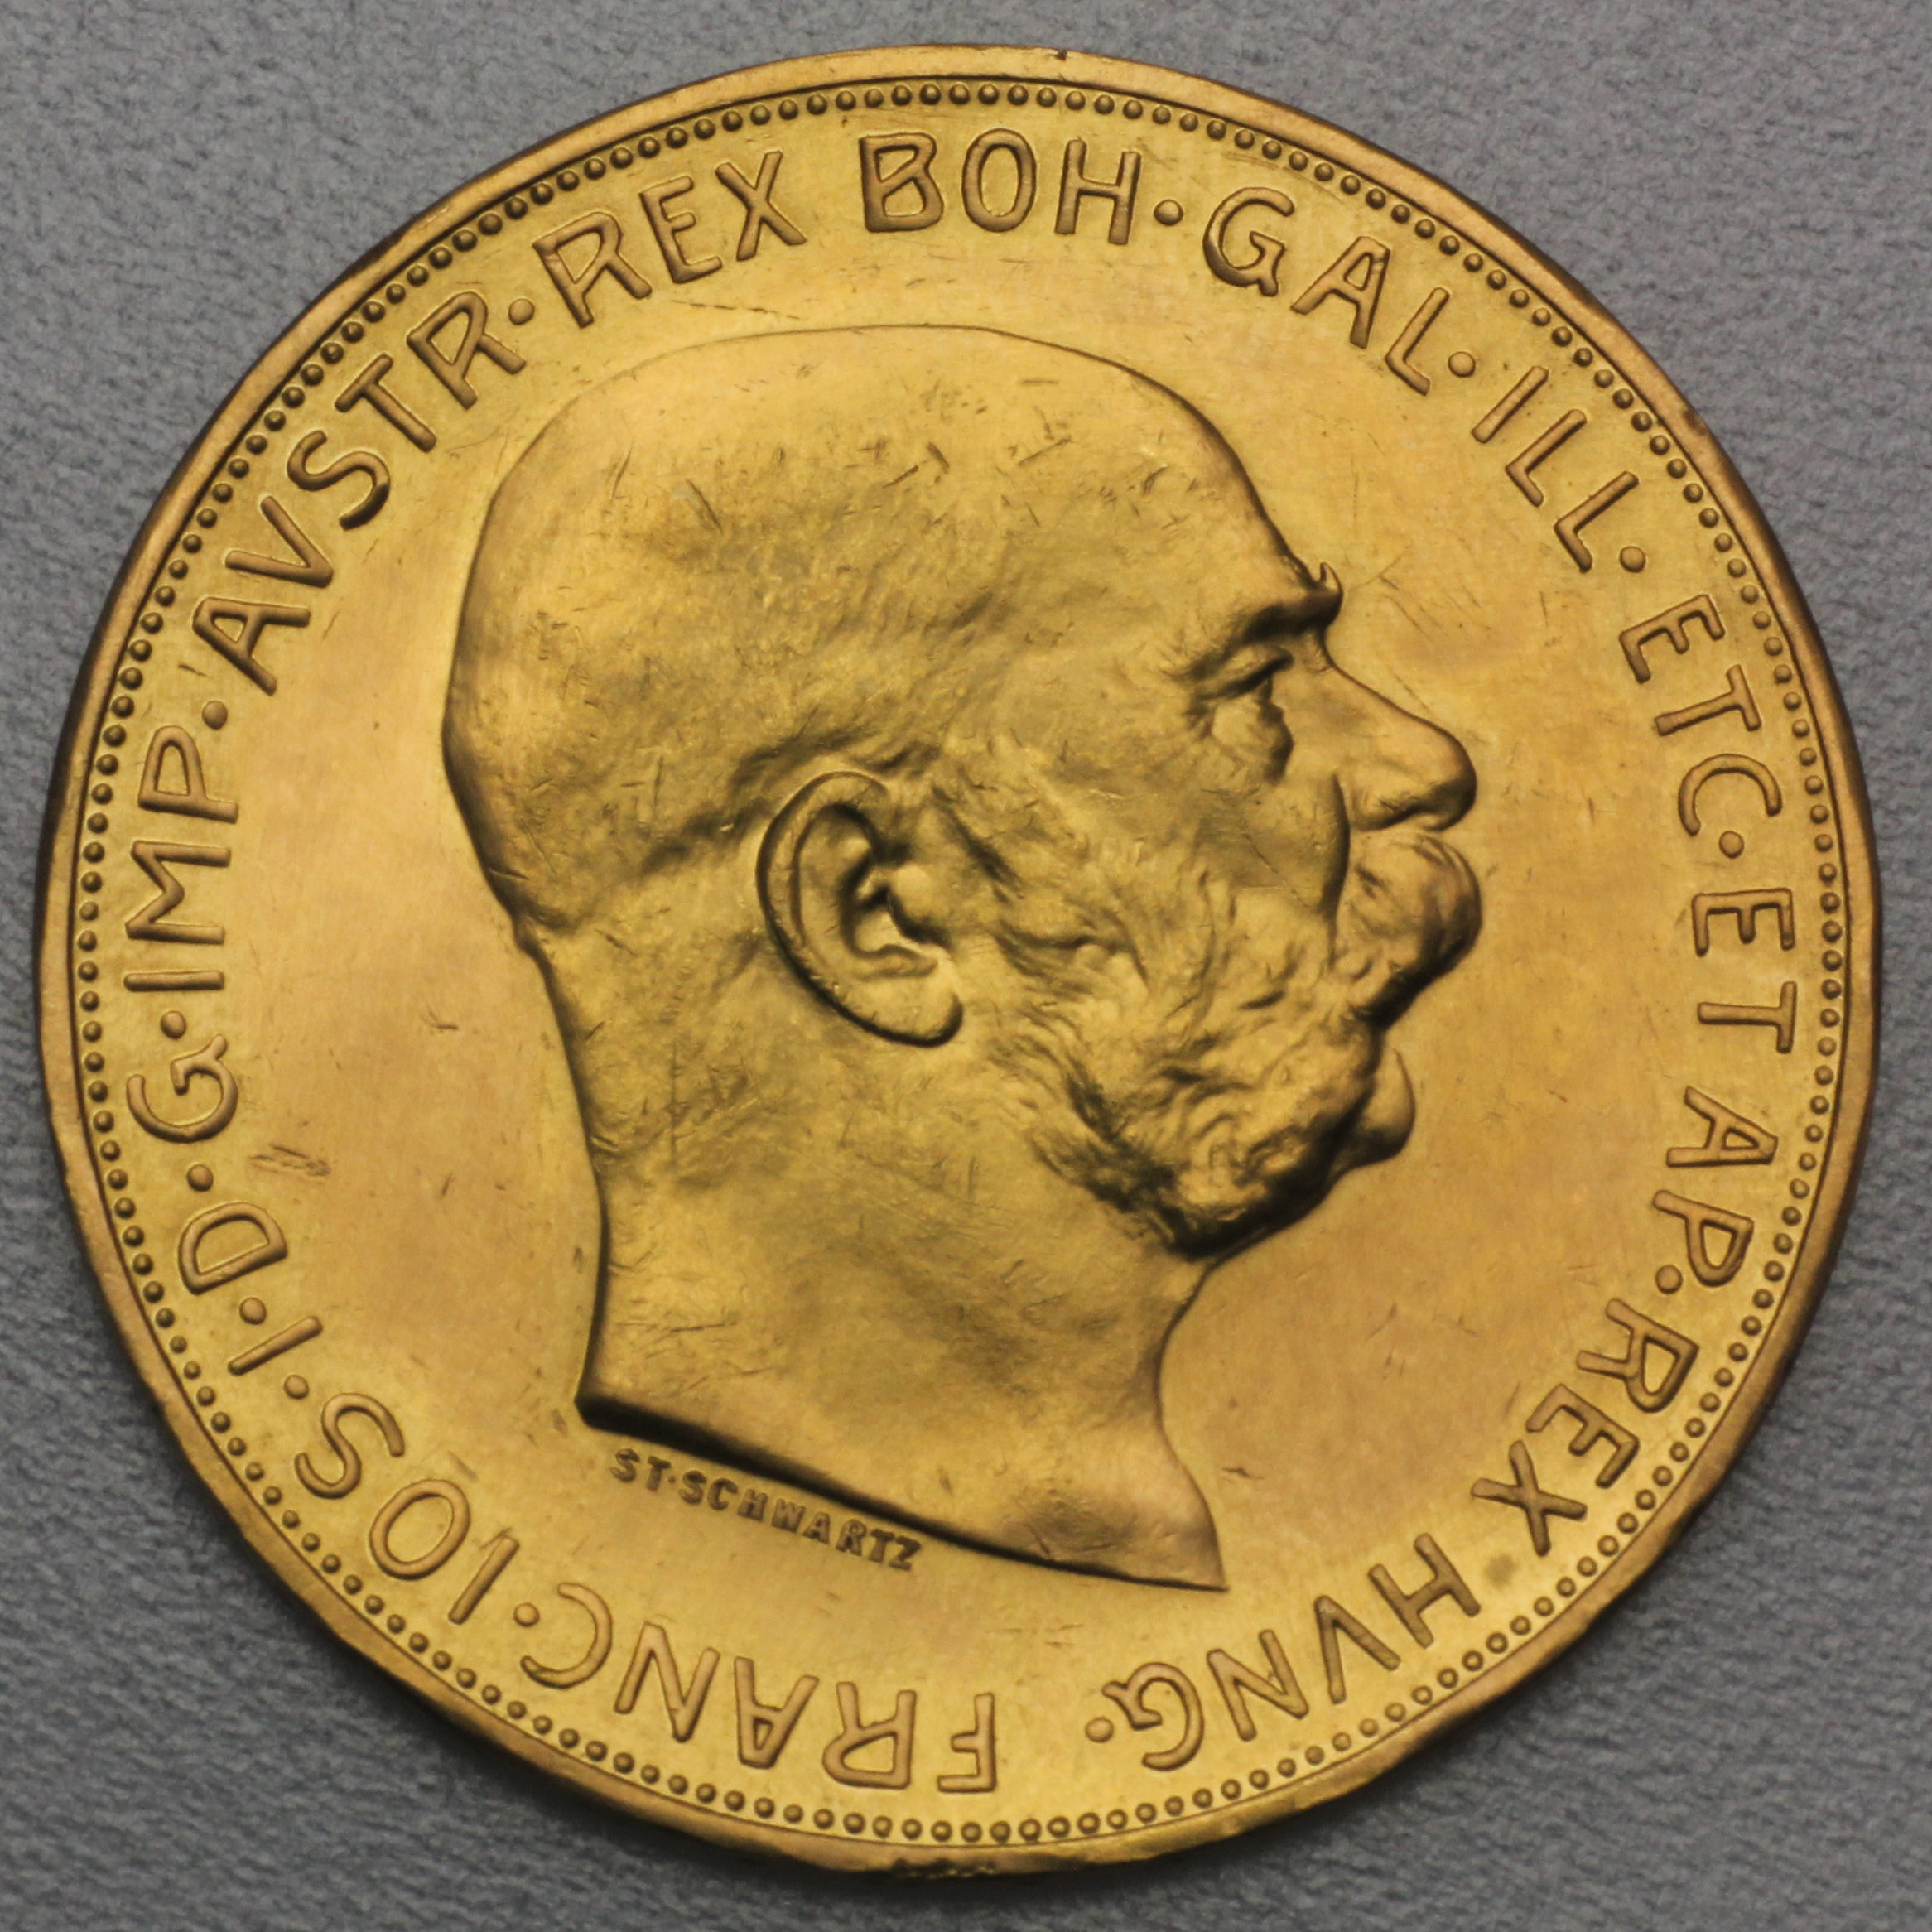 FRANC·IOS·I·D·G·IMP·AVSTR·REX BOH·GAL·ILL·ETC·ET AP·REX HVNG·
ST·SCHWARTZ